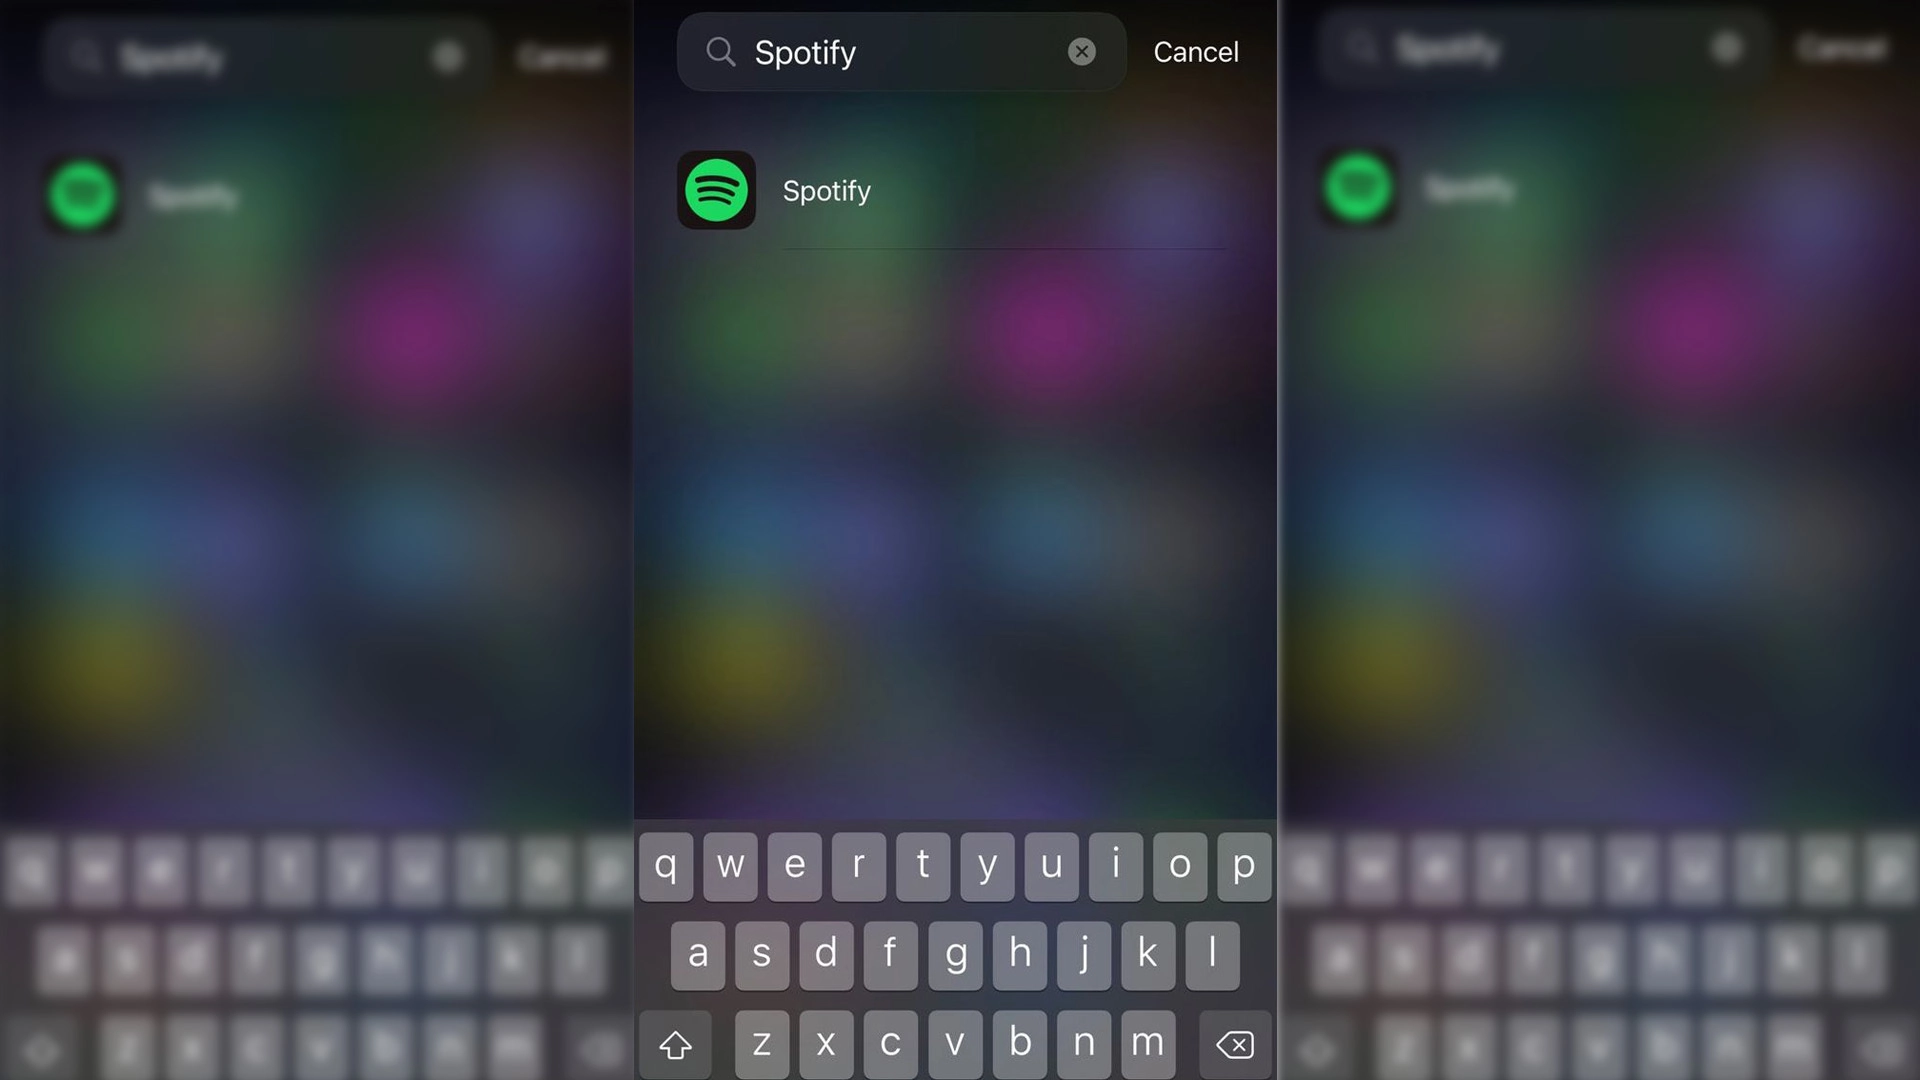 Spotify Cancel
Spotify
q w e r t y u i o p
a s d f g h j k l
z x c v b n m